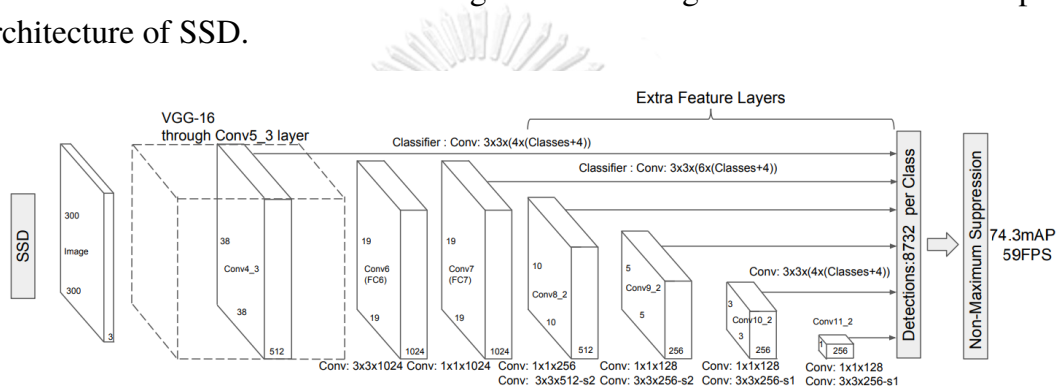 rchitecture of SSD.
Extra Feature Layers
VGG-16
through Conv5_3 layer
Classifier : Conv: 3x3x(4x(Classes+4))
Classifier : Conv: 3x3x(6x(Classes+4))
SSD
300
Image
300
3
38
Conv4_3
38
512
19
Conv6
(FC6)
19
1024
19
Conv7
(FC7)
19
1024
10
Conv8_2
10
512
5
Conv9_2
5
256
Conv: 3x3x(4x(Classes+4))
3
Conv10_2
3
256
Conv11_2
1
256
Detections:8732 per Class
Non-Maximum Suppression
74.3mAP
59FPS
Conv: 3x3x1024
Conv: 1x1x1024
Conv: 1x1x256
Conv: 3x3x512-s2
Conv: 1x1x128
Conv: 3x3x256-s2
Conv: 1x1x128
Conv: 3x3x256-s1
Conv: 1x1x128
Conv: 3x3x256-s1